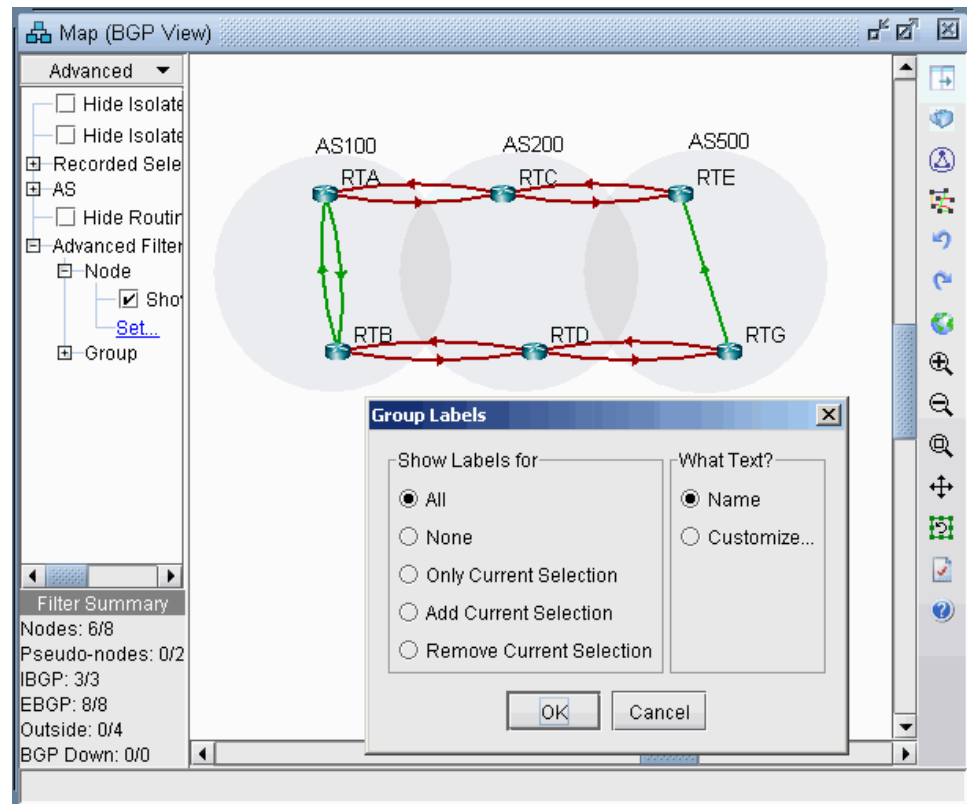 Map (BGP View)
Advanced
Hide Isolate
Hide Isolate
Recorded Sele
AS
Hide Routin
Advanced Filter
Node
Sho
Set...
Group
Filter Summary
Nodes: 6/8
Pseudo-nodes: 0/2
IBGP: 3/3
EBGP: 8/8
Outside: 0/4
BGP Down: 0/0
AS100 AS200 AS500
RTA RTC RTE
RTB RTD RTG
Group Labels
Show Labels for
All
None
Only Current Selection
Add Current Selection
Remove Current Selection
What Text?
Name
Customize...
OK Cancel